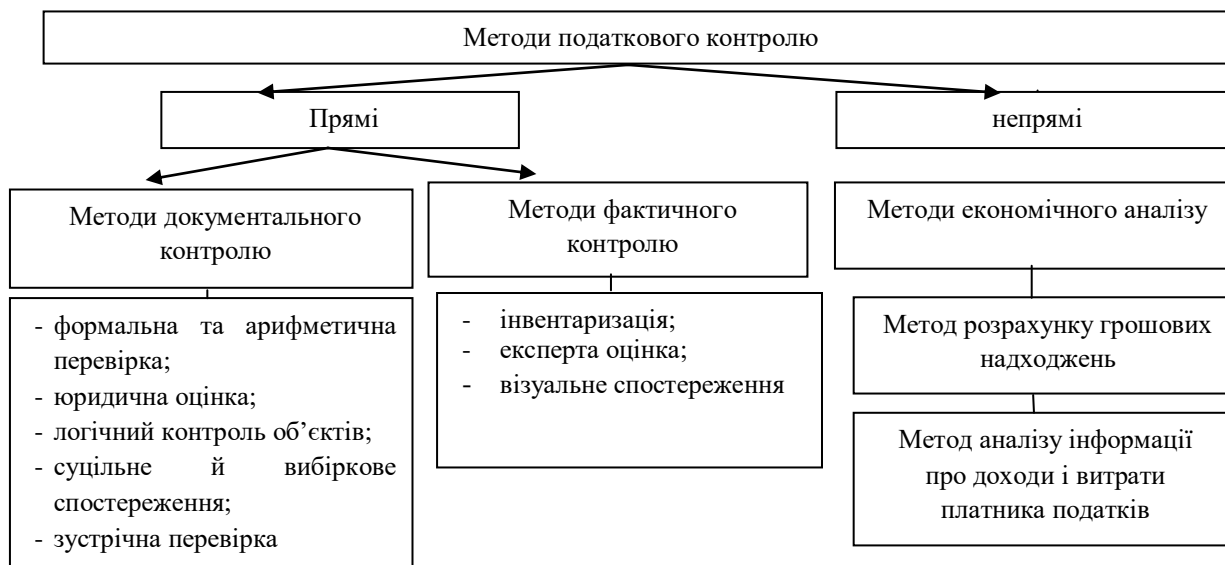 Методи податкового контролю
Прямі
непрямі
Методи документального
контролю
Методи фактичного
контролю
Методи економічного аналізу
- формальна та арифметична
перевірка;
- юридична оцінка;
- логічний контроль об’єктів;
- суцільне й вибіркове
спостереження;
- зустрічна перевірка
- інвентаризація;
- експерта оцінка;
- візуальне спостереження
Метод розрахунку грошових
надходжень
Метод аналізу інформації
про доходи і витрати
платника податків